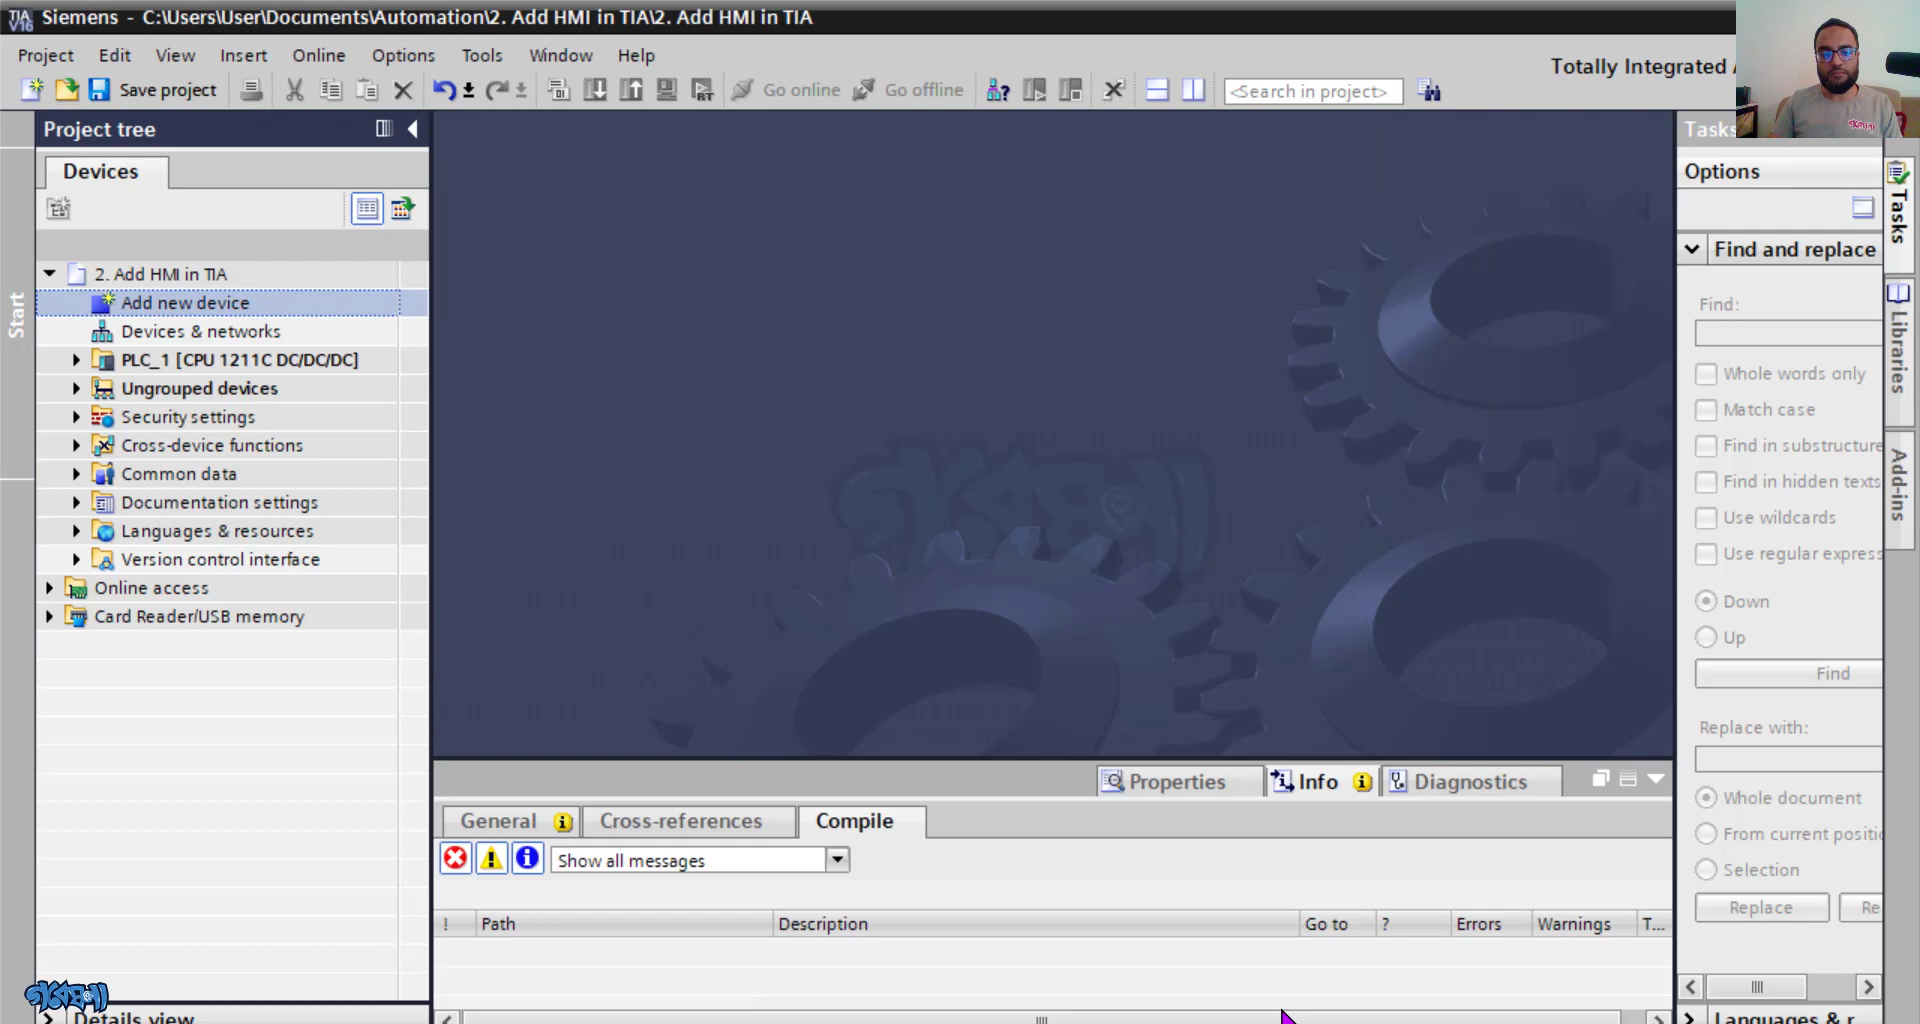 TIA V16 Siemens - C:\Users\User\Documents\Automation\2. Add HMI in TIA\2. Add HMI in TIA
Project Edit View Insert Online Options Tools Window Help
Totally Integrated A
Save project
RT
Go online
Go offline
<Search in project>
Project tree
Devices
Start
2. Add HMI in TIA
Add new device
Devices & networks
PLC_1 [CPU 1211C DC/DC/DC]
Ungrouped devices
Security settings
Cross-device functions
Common data
Documentation settings
Languages & resources
Version control interface
Online access
Card Reader/USB memory
Details view
Properties
Info
Diagnostics
General
Cross-references
Compile
Show all messages
! Path Description Go to ? Errors Warnings T...
Tasks
Options
Find and replace
Find:
Whole words only
Match case
Find in substructure
Find in hidden texts
Use wildcards
Use regular express
Down
Up
Find
Replace with:
Whole document
From current positio
Selection
Replace
Re
Languages & r
Tasks
Libraries
Add-ins